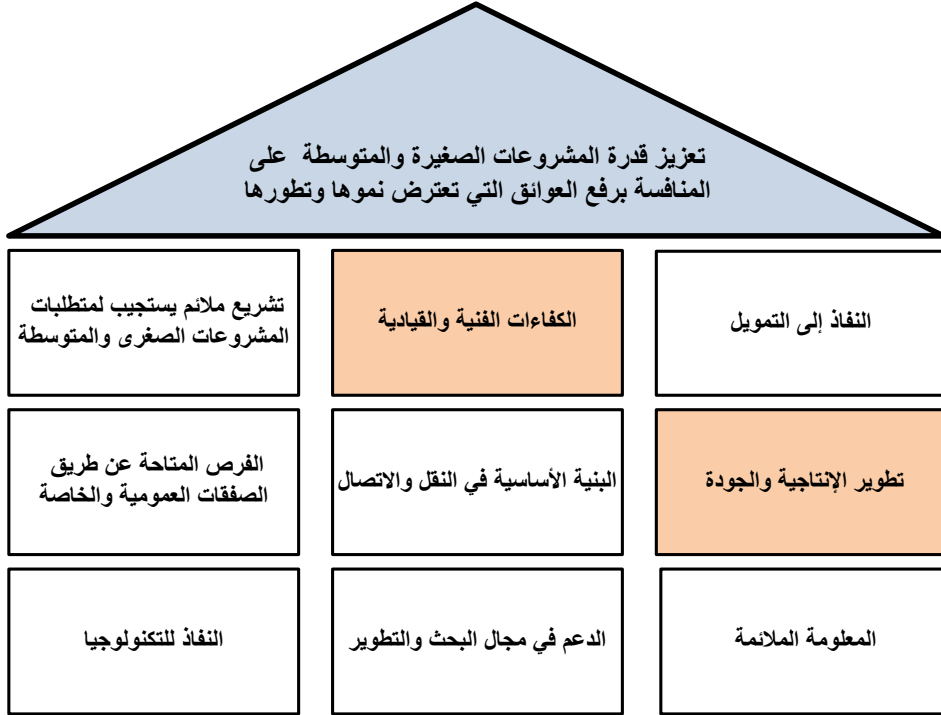 تعزيز قدرة المشروعات الصغيرة والمتوسطة على
المنافسة برفع العوائق التي تعترض نموها وتطورها
النفاذ إلى التمويل
الكفاءات الفنية والقيادية
تشريع ملائم يستجيب لمتطلبات
المشروعات الصغرى والمتوسطة
تطوير الإنتاجية والجودة
البنية الأساسية في النقل والاتصال
الفرص المتاحة عن طريق
الصفقات العمومية والخاصة
المعلومة الملائمة
الدعم في مجال البحث والتطوير
النفاذ للتكنولوجيا